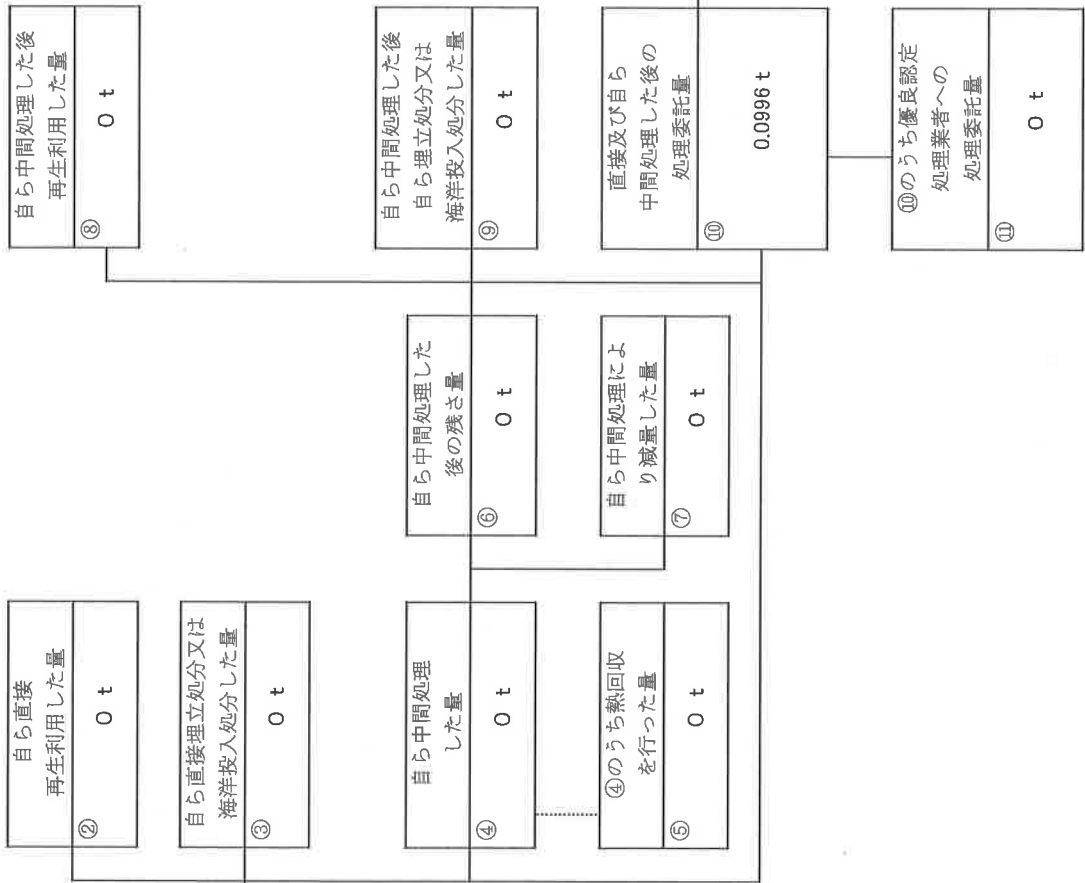 自ら直接
再生利用した量
②
0 t
自ら直接埋立処分又は
海洋投入処分した量
③
0 t
自ら中間処理
した量
④
0 t
④のうち熱回収
を行った量
⑤
0 t
自ら中間処理した
後の残さ量
⑥
0 t
自ら中間処理によ
り減量した量
⑦
0 t
自ら中間処理した後
再生利用した量
⑧
0 t
自ら中間処理した後
自ら埋立処分又は
海洋投入処分した量
⑨
0 t
直接及び自ら
中間処理した後の
処理委託量
⑩
0.0996 t
⑩のうち優良認定
処理業者への
処理委託量
⑪
0 t